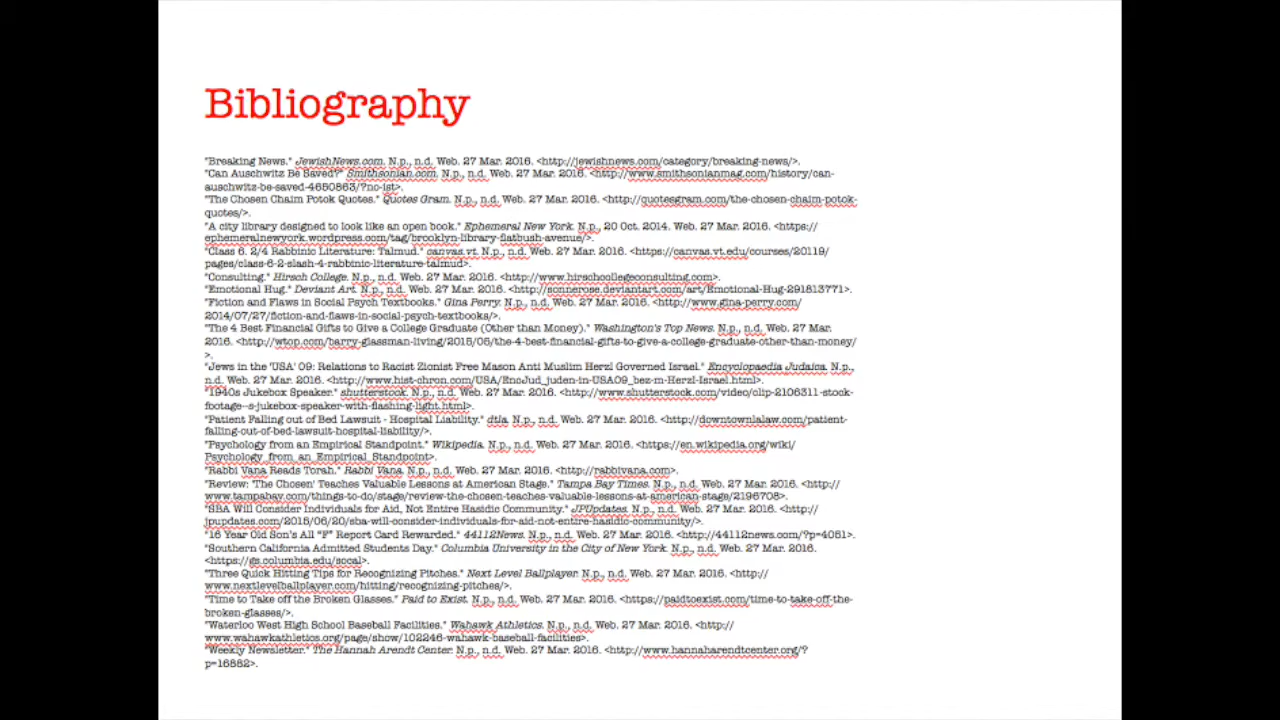 Bibliography
"Breaking News." JewishNews.com. N.p., n.d. Web. 27 Mar. 2016. <http://jewishnews.com/category/breaking-news/>.
"Can Auschwitz Be Saved?" Smithsonian.com. N.p., n.d. Web. 27 Mar. 2016. <http://www.smithsonianmag.com/history/can-
auschwitz-be-saved-4650863/?no-ist>.
"The Chosen Chaim Potok Quotes." Quotes Gram. N.p., n.d. Web. 27 Mar. 2016. <http://quotesgram.com/the-chosen-chaim-potok-
quotes/>.
"A city library designed to look like an open book." Ephemeral New York. N.p., 20 Oct. 2014. Web. 27 Mar. 2016. <https://
ephemeralnewyork.wordpress.com/tag/brooklyn-library-flatbush-avenue/>.
"Class 6. 2/4 Rabbinic Literature: Talmud." canvas.vt. N.p., n.d. Web. 27 Mar. 2016. <https://canvas.vt.edu/courses/20119/
pages/class-6-2-slash-4-rabbinic-literature-talmud>.
"Consulting." Hirsch College. N.p., n.d. Web. 27 Mar. 2016. <http://www.hirschcollegeconsulting.com>.
"Emotional Hug." Deviant Art. N.p., n.d. Web. 27 Mar. 2016. <http://sonnerose.deviantart.com/art/Emotional-Hug-291813771>.
"Fiction and Flaws in Social Psych Textbooks." Gina Perry. N.p., n.d. Web. 27 Mar. 2016. <http://www.gina-perry.com/
2014/07/27/fiction-and-flaws-in-social-psych-textbooks/>.
"The 4 Best Financial Gifts to Give a College Graduate (Other than Money)." Washington's Top News. N.p., n.d. Web. 27 Mar.
2016. <http://wtop.com/barry-glassman-living/2015/05/the-4-best-financial-gifts-to-give-a-college-graduate-other-than-money/
>.
"Jews in the 'USA' 09: Relations to Racist Zionist Free Mason Anti Muslim Herzl Governed Israel." Encyclopaedia Judaica. N.p.,
n.d. Web. 27 Mar. 2016. <http://www.hist-chron.com/USA/EncJud_juden-in-USA09_bez-m-Herzl-Israel.html>.
"1940s Jukebox Speaker." shutterstock. N.p., n.d. Web. 27 Mar. 2016. <http://www.shutterstock.com/video/clip-2106311-stock-
footage--s-jukebox-speaker-with-flashing-light.html>.
"Patient Falling out of Bed Lawsuit - Hospital Liability." dtla. N.p., n.d. Web. 27 Mar. 2016. <http://downtownlalaw.com/patient-
falling-out-of-bed-lawsuit-hospital-liability/>.
"Psychology from an Empirical Standpoint." Wikipedia. N.p., n.d. Web. 27 Mar. 2016. <https://en.wikipedia.org/wiki/
Psychology_from_an_Empirical_Standpoint>.
"Rabbi Vana Reads Torah." Rabbi Vana. N.p., n.d. Web. 27 Mar. 2016. <http://rabbivana.com>.
"Review: 'The Chosen' Teaches Valuable Lessons at American Stage." Tampa Bay Times. N.p., n.d. Web. 27 Mar. 2016. <http://
www.tampabay.com/things-to-do/stage/review-the-chosen-teaches-valuable-lessons-at-american-stage/2196708>.
"SBA Will Consider Individuals for Aid, Not Entire Hasidic Community." JPUpdates. N.p., n.d. Web. 27 Mar. 2016. <http://
jpupdates.com/2015/06/20/sba-will-consider-individuals-for-aid-not-entire-hasidic-community/>.
"16 Year Old Son's All "F" Report Card Rewarded." 44112News. N.p., n.d. Web. 27 Mar. 2016. <http://44112news.com/?p=4051>.
"Southern California Admitted Students Day." Columbia University in the City of New York. N.p., n.d. Web. 27 Mar. 2016.
<https://gs.columbia.edu/socal>.
"Three Quick Hitting Tips for Recognizing Pitches." Next Level Ballplayer. N.p., n.d. Web. 27 Mar. 2016. <http://
www.nextlevelballplayer.com/hitting/recognizing-pitches/>.
"Time to Take off the Broken Glasses." Paid to Exist. N.p., n.d. Web. 27 Mar. 2016. <https://paidtoexist.com/time-to-take-off-the-
broken-glasses/>.
"Waterloo West High School Baseball Facilities." Wahawk Athletics. N.p., n.d. Web. 27 Mar. 2016. <http://
www.wahawkathletics.org/page/show/102246-wahawk-baseball-facilities>.
"Weekly Newsletter." The Hannah Arendt Center. N.p., n.d. Web. 27 Mar. 2016. <http://www.hannaharendtcenter.org/?
p=16882>.